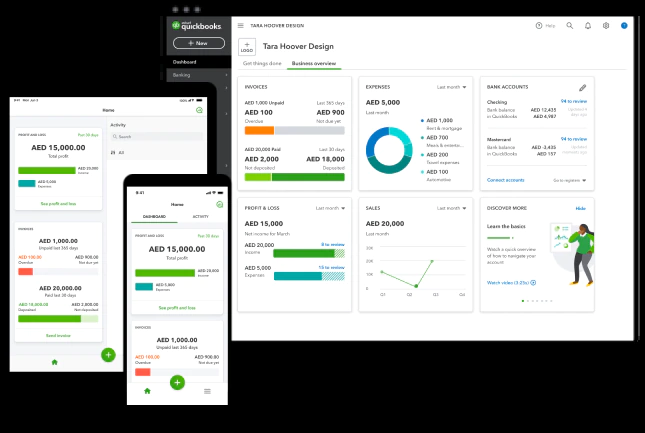 intuit
quickbooks
+ New
Dashboard
Banking
TARA HOOVER DESIGN
Help
+
LOGO
Tara Hoover Design
Get things done
Business overview
INVOICES
AED 1,000 Unpaid
Last 365 days
AED 100
AED 900
Overdue
Not due yet
AED 20,000 Paid
Last 30 days
AED 2,000
AED 18,000
Not deposited
Deposited
EXPENSES
Last month
AED 5,000
Last month
AED 1,000
Rent & mortgage
AED 700
Meals & enterta...
AED 200
Travel expenses
AED 100
Automotive
BANK ACCOUNTS
Checking
94 to review
Bank balance
AED 12,435
in QuickBooks
AED 4,987
Mastercard
94 to review
Bank balance
AED -2,435
in QuickBooks
AED 157
Connect accounts
Go to registers
PROFIT & LOSS
Last month
AED 15,000
Net income for March
AED 20,000
8 to review
Income
AED 5,000
15 to review
Expenses
SALES
Last month
AED 20,000
Last month
20K
10K
0
Q1
Q2
Q3
Q4
DISCOVER MORE
Hide
Learn the basics
Watch a quick overview
of how to navigate your
account
Watch video (3:25s)
9:41 Mon Jun 3
Home
PROFIT AND LOSS
Past 30 days
AED 15,000.00
Total profit
AED 20,000
Income
AED 5,000
Expenses
See profit and loss
INVOICES
AED 1,000.00
Unpaid last 365 days
AED 100.00
AED 900.00
Overdue
Not due yet
AED 20,000.00
Paid last 30 days
AED 18,000.00
AED 2,000.00
Deposited
Not deposited
Send invoice
Activity
Search
All
9:41
Home
DASHBOARD
ACTIVITY
PROFIT AND LOSS
Past 30 days
AED 15,000.00
Total profit
AED 20,000
Income
AED 5,000
Expenses
See profit and loss
INVOICES
AED 1,000.00
Unpaid last 365 days
AED 100.00
AED 900.00
Overdue
Not due yet